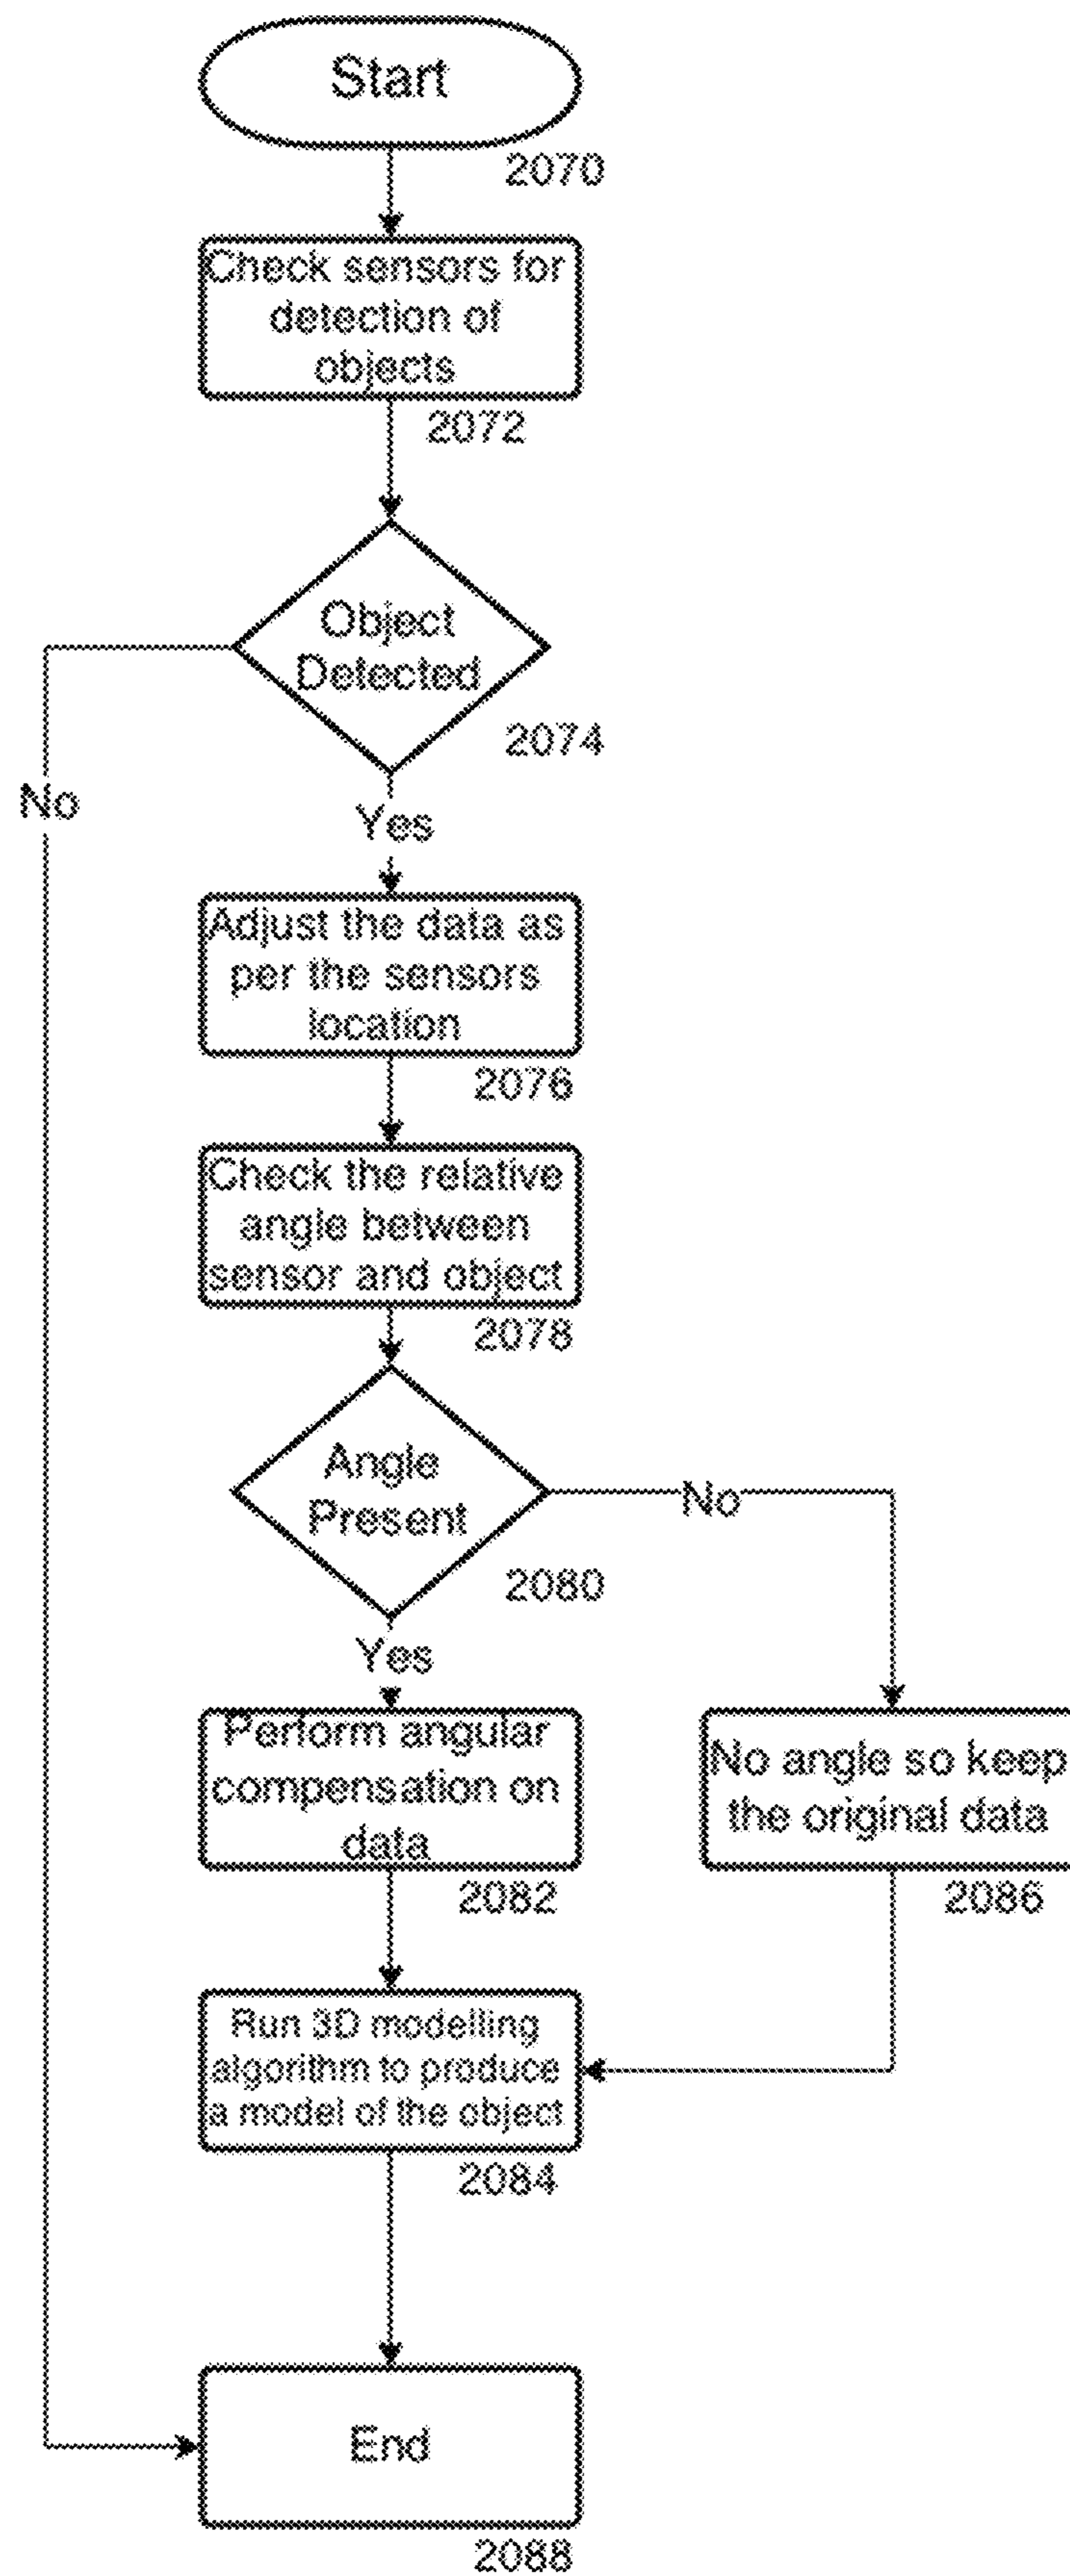 Start
2070
Check sensors for
detection of
objects
2072
Object
Detected
2074
No
Yes
Adjust the data as
per the sensors
location
2076
Check the relative
angle between
sensor and object
2078
Angle
Present
No
2080
Yes
Perform angular
compensation on
data
2082
No angle so keep
the original data
2086
Run 3D modelling
algorithm to produce
a model of the object
2084
End
2088